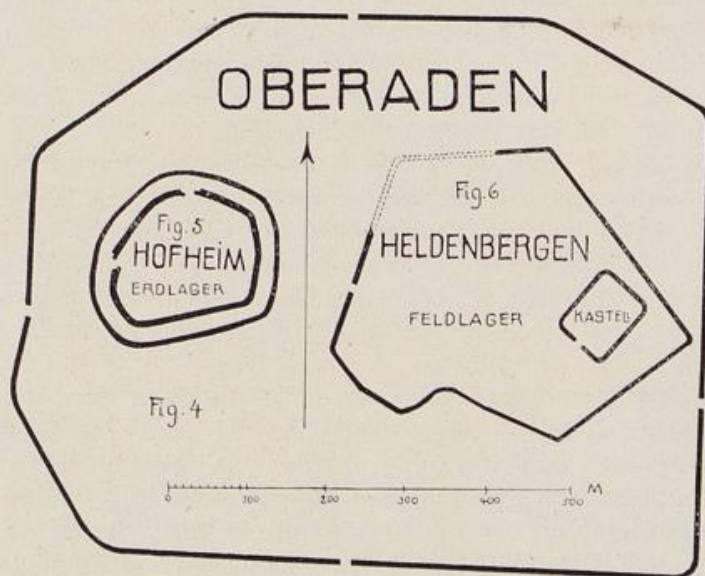 OBERADEN
Fig. 5
HOFHEIM
ERDLAGER
Fig. 6
HELDENBERGEN
FELDLAGER
KASTELL
Fig. 4
0 100 200 300 400 500 M